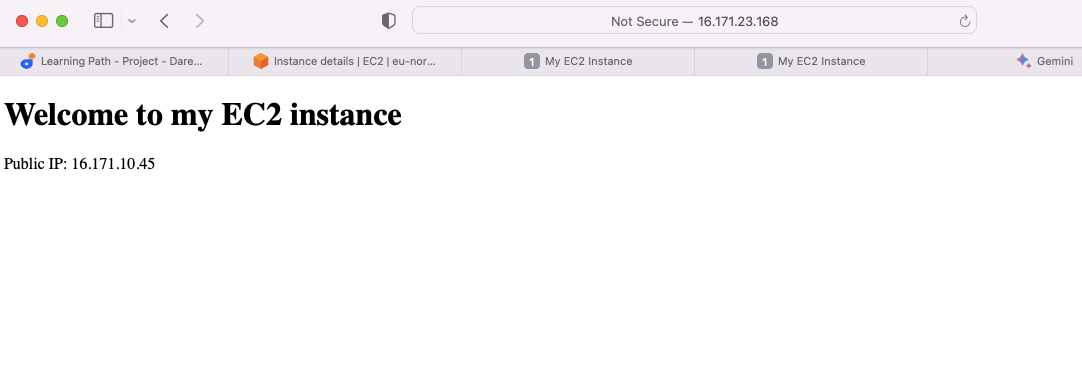 Not Secure — 16.171.23.168
Learning Path - Project - Dare...
Instance details | EC2 | eu-nor...
1 My EC2 Instance
1 My EC2 Instance
Gemini
Welcome to my EC2 instance
Public IP: 16.171.10.45